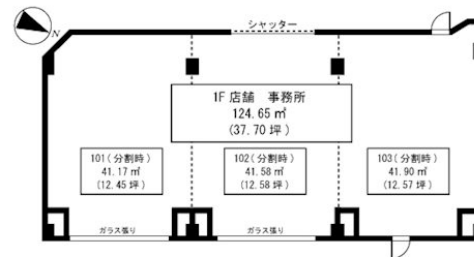 N
シャッター
1F 店舗　事務所
124.65 ㎡
(37.70 坪)
101(分割時)
41.17 ㎡
(12.45 坪)
102(分割時)
41.58 ㎡
(12.58 坪)
103(分割時)
41.90 ㎡
(12.57 坪)
ガラス張り
ガラス張り